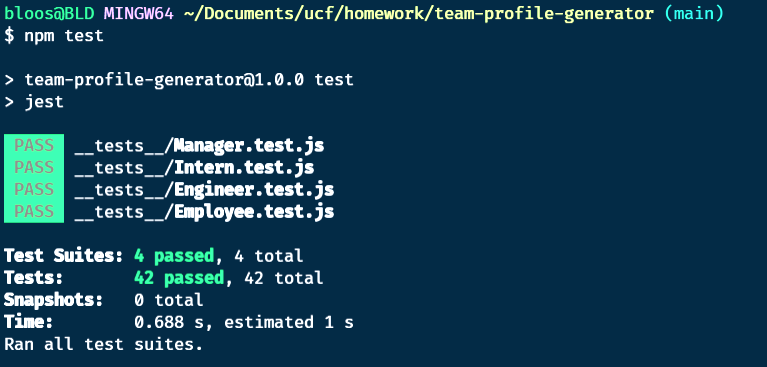 bloos@BLD MINGW64 ~/Documents/ucf/homework/team-profile-generator (main)
$ npm test
> team-profile-generator@1.0.0 test
> jest
PASS __tests__/Manager.test.js
PASS __tests__/Intern.test.js
PASS __tests__/Engineer.test.js
PASS __tests__/Employee.test.js
Test Suites: 4 passed, 4 total
Tests: 42 passed, 42 total
Snapshots: 0 total
Time: 0.688 s, estimated 1 s
Ran all test suites.